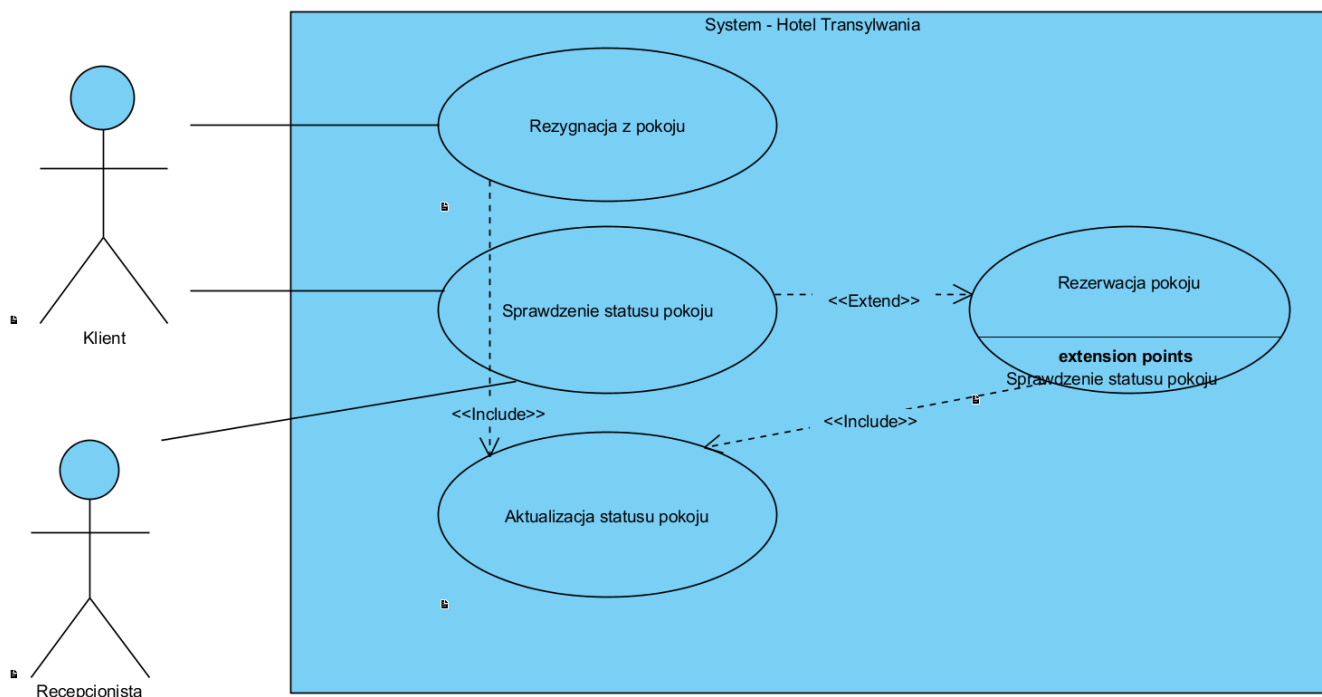 System - Hotel Transylwania
Rezygnacja z pokoju
Sprawdzenie statusu pokoju
<<Extend>>
Rezerwacja pokoju
extension points
Sprawdzenie statusu pokoju
Klient
<<Include>>
<<Include>>
Aktualizacja statusu pokoju
Recepcionista